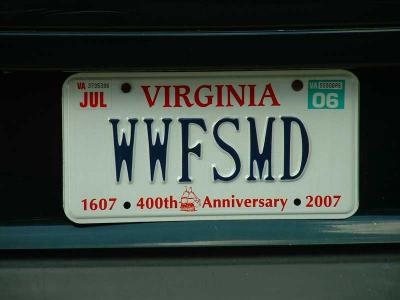 VA
JUL VIRGINIA VA
06
WWFSMD
1607 • 400th Anniversary • 2007